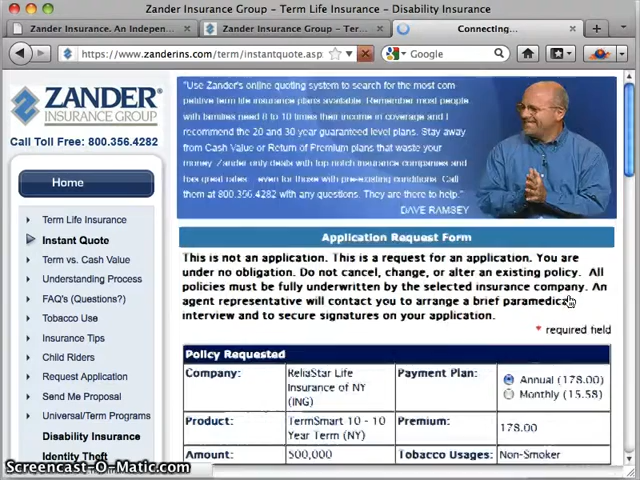 Zander Insurance Group - Term Life Insurance - Disability Insurance
Zander Insurance. An Indepen... Zander Insurance Group - Ter... Connecting...
https://www.zanderins.com/term/instantquote.asp Google
ZANDER
INSURANCE GROUP
Call Toll Free: 800.356.4282
Home
Term Life Insurance
Instant Quote
Term vs. Cash Value
Understanding Process
FAQ's (Questions?)
Tobacco Use
Insurance Tips
Child Riders
Request Application
Send Me Proposal
Universal/Term Programs
Disability Insurance
Identity Theft
"Use Zander's online quoting system to search for the most com
petitive term life insurance plans available. Remember most people
with families need 8 to 10 times their income in coverage and I
recommend the 20 and 30 year guaranteed level plans. Stay away
from Cash Value or Return of Premium plans that waste your
money. Zander only deals with top notch insurance companies and
has great rates... even for those with pre-existing conditions. Call
them at 800.356.4282 with any questions. They are there to help."
DAVE RAMSEY
Application Request Form
This is not an application. This is a request for an application. You are
under no obligation. Do not cancel, change, or alter an existing policy. All
policies must be fully underwritten by the selected insurance company. An
agent representative will contact you to arrange a brief paramedical
interview and to secure signatures on your application.
* required field
Policy Requested
Company: ReliaStar Life Insurance of NY (ING) Payment Plan: Annual (178.00)
Monthly (15.58)
Product: TermSmart 10 - 10 Year Term (NY) Premium: 178.00
Amount: 500,000 Tobacco Usages: Non-Smoker
Screencast-O-Matic.com